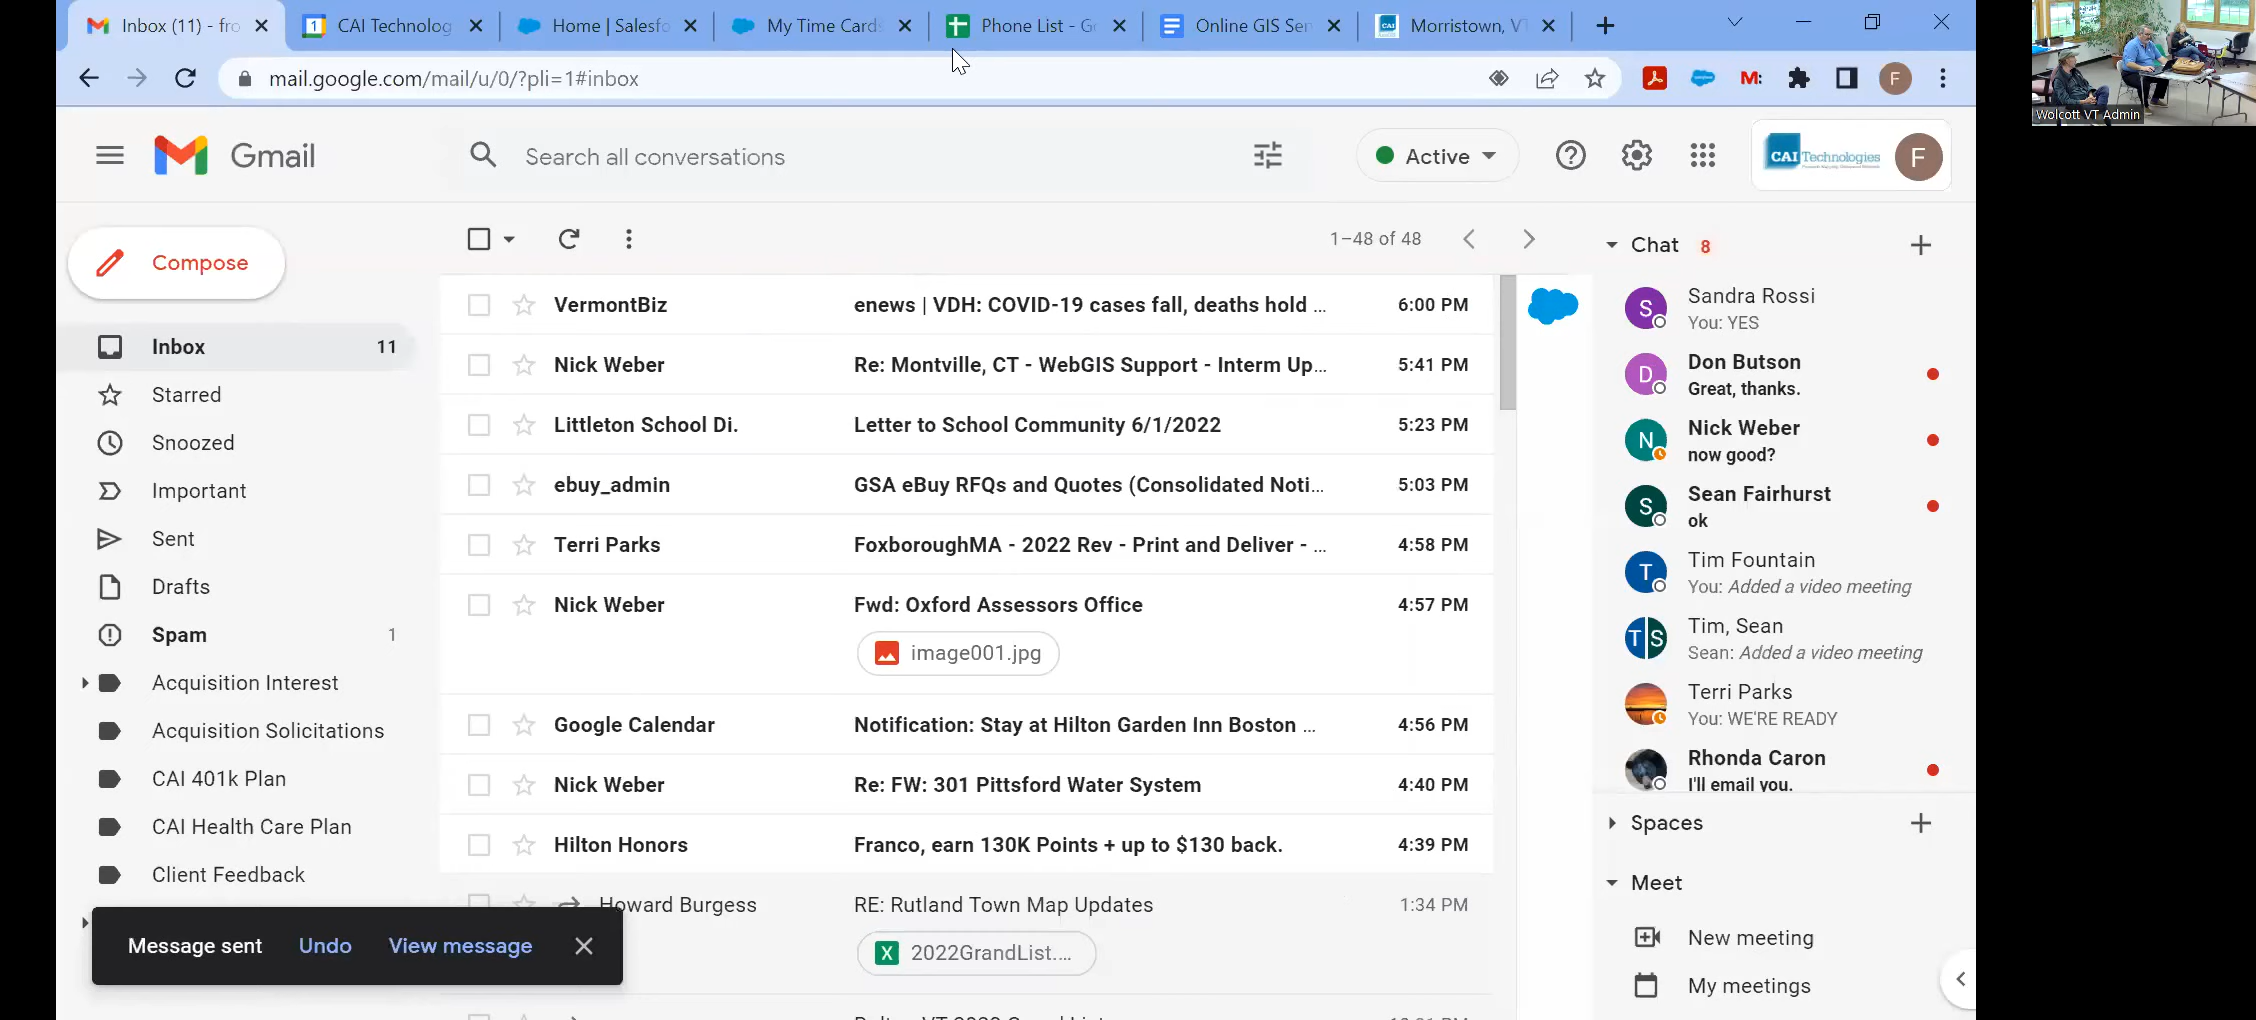 Inbox (11) - fro
CAI Technolog
Home | Salesfo
My Time Cards
Phone List - Gr
Online GIS Ser
Morristown, VT
mail.google.com/mail/u/0/?pli=1#inbox
F
Gmail
Search all conversations
Active
CAI Technologies
F
Compose
1–48 of 48
Inbox 11
Starred
Snoozed
Important
Sent
Drafts
Spam 1
Acquisition Interest
Acquisition Solicitations
CAI 401k Plan
CAI Health Care Plan
Client Feedback
VermontBiz enews | VDH: COVID-19 cases fall, deaths hold ... 6:00 PM
Nick Weber Re: Montville, CT - WebGIS Support - Interm Up... 5:41 PM
Littleton School Di. Letter to School Community 6/1/2022 5:23 PM
ebuy_admin GSA eBuy RFQs and Quotes (Consolidated Noti... 5:03 PM
Terri Parks FoxboroughMA - 2022 Rev - Print and Deliver - ... 4:58 PM
Nick Weber Fwd: Oxford Assessors Office 4:57 PM
image001.jpg
Google Calendar Notification: Stay at Hilton Garden Inn Boston ... 4:56 PM
Nick Weber Re: FW: 301 Pittsford Water System 4:40 PM
Hilton Honors Franco, earn 130K Points + up to $130 back. 4:39 PM
Howard Burgess RE: Rutland Town Map Updates 1:34 PM
2022GrandList....
Message sent Undo View message
Chat 8
S Sandra Rossi
You: YES
D Don Butson
Great, thanks.
N Nick Weber
now good?
S Sean Fairhurst
ok
T Tim Fountain
You: Added a video meeting
T S Tim, Sean
Sean: Added a video meeting
Terri Parks
You: WE'RE READY
Rhonda Caron
I'll email you.
Spaces
Meet
New meeting
My meetings
Wolcott VT Admin